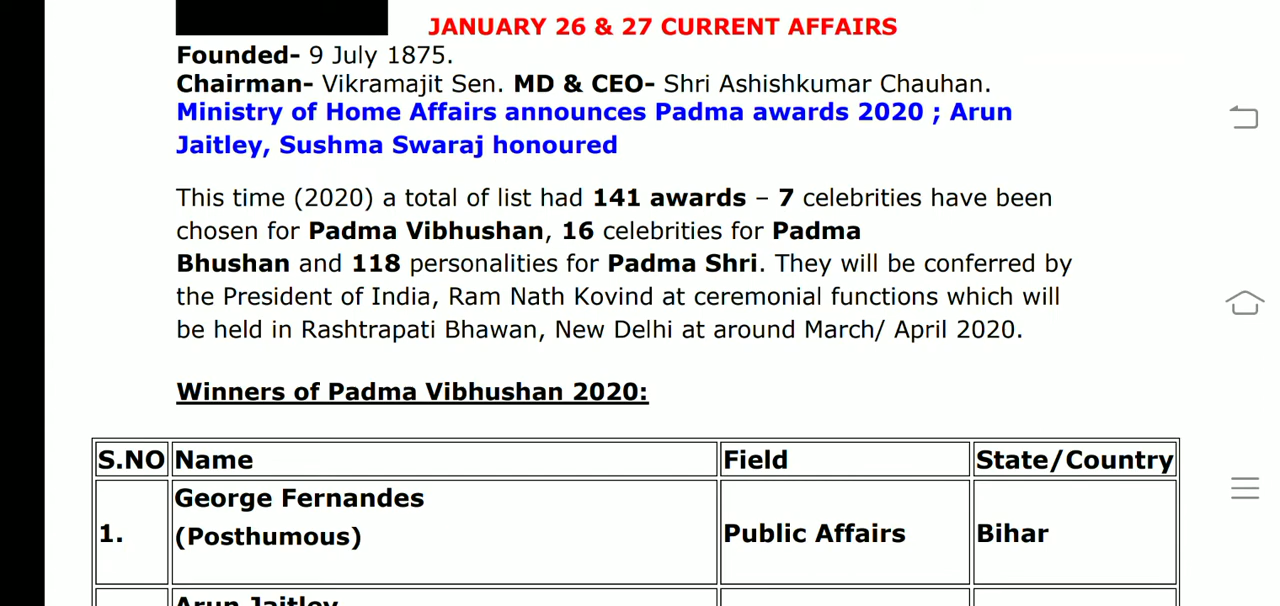 JANUARY 26 & 27 CURRENT AFFAIRS
Founded- 9 July 1875.
Chairman- Vikramajit Sen. MD & CEO- Shri Ashishkumar Chauhan.
Ministry of Home Affairs announces Padma awards 2020 ; Arun
Jaitley, Sushma Swaraj honoured
This time (2020) a total of list had 141 awards – 7 celebrities have been
chosen for Padma Vibhushan, 16 celebrities for Padma
Bhushan and 118 personalities for Padma Shri. They will be conferred by
the President of India, Ram Nath Kovind at ceremonial functions which will
be held in Rashtrapati Bhawan, New Delhi at around March/ April 2020.
Winners of Padma Vibhushan 2020:
S.NO Name Field State/Country
George Fernandes
1. (Posthumous) Public Affairs Bihar
Arun Jaitley